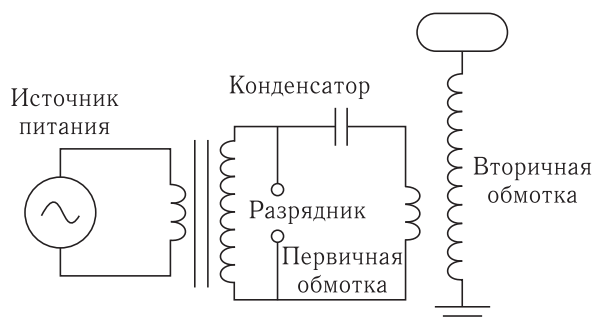 Источник
питания
Конденсатор
Разрядник
Первичная
обмотка
Вторичная
обмотка